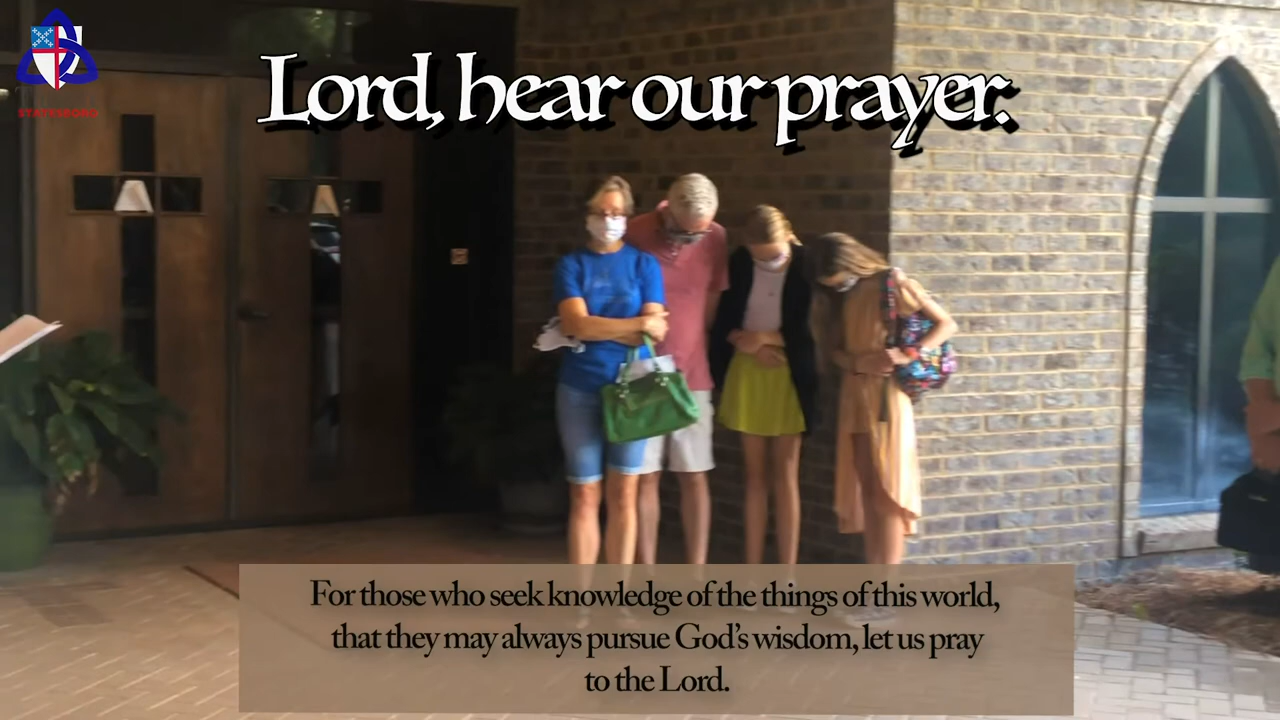 STATESBORO
Lord, hear our prayer.
For those who seek knowledge of the things of this world,
that they may always pursue God's wisdom, let us pray
to the Lord.